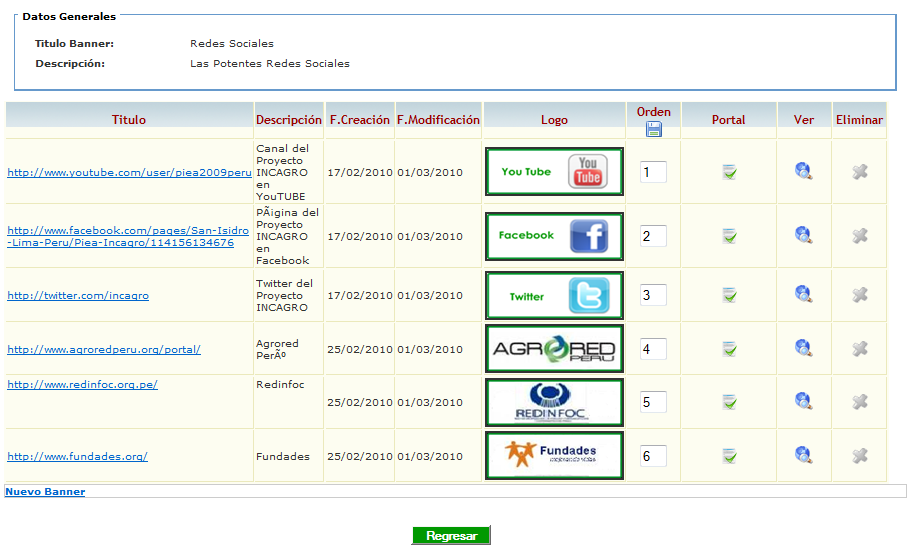 Datos Generales
Titulo Banner: Redes Sociales
Descripción: Las Potentes Redes Sociales
Titulo Descripción F.Creación F.Modificación Logo Orden Portal Ver Eliminar
http://www.youtube.com/user/piea2009peru
Canal del
Proyecto
INCAGRO
en
YouTUBE
17/02/2010 01/03/2010
You Tube
You
Tube
1
http://www.facebook.com/pages/San-Isidro
-Lima-Peru/Piea-Incagro/114156134676
PÃ¡gina del
Proyecto
INCAGRO
en
Facebook
17/02/2010 01/03/2010
Facebook
2
http://twitter.com/incagro
Twitter del
Proyecto
INCAGRO
17/02/2010 01/03/2010
Twitter
3
http://www.agroredperu.org/portal/
Agrored
PerÃº
25/02/2010 01/03/2010
AGRORED
PERU
4
http://www.redinfoc.org.pe/
Redinfoc
25/02/2010 01/03/2010
REDINFOC
5
http://www.fundades.org/
Fundades
25/02/2010 01/03/2010
Fundades
6
Nuevo Banner
Regresar